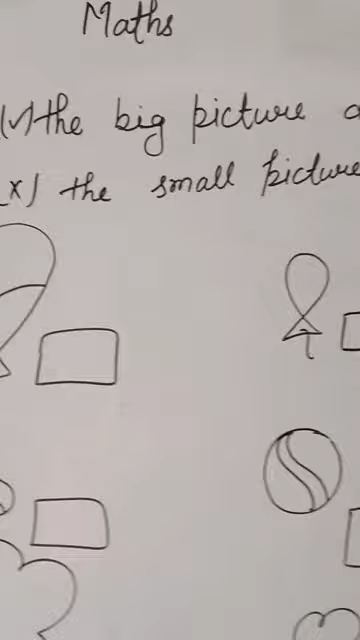 Maths
(✓) the big picture
(x) the small picture